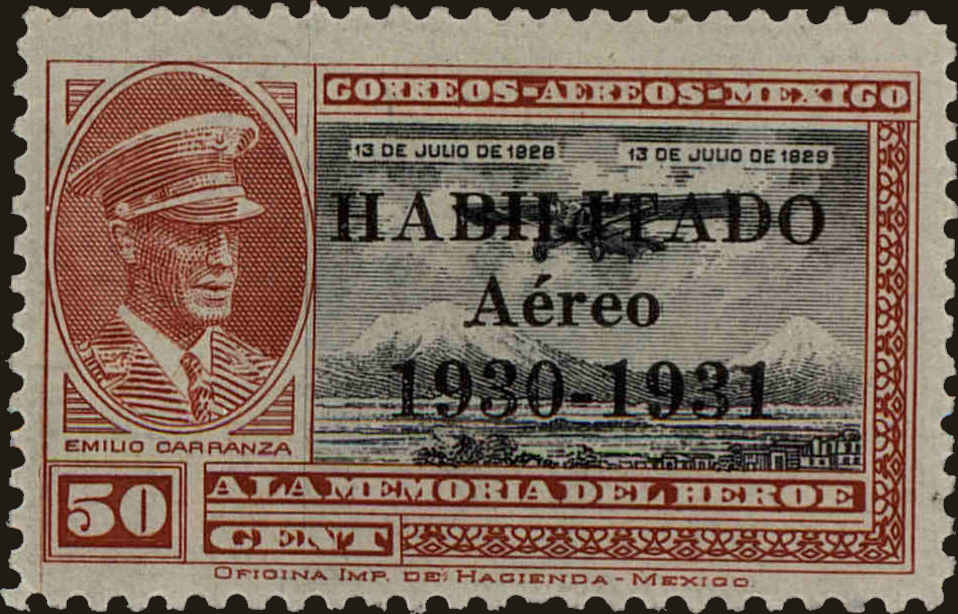 CORREOS-AEREOS-MEXICO
13 DE JULIO DE 1928 13 DE JULIO DE 1929
HABILITADO
Aéreo
1930-1931
EMILIO CARRANZA
50
A LA MEMORIA DEL HEROE
CENT
OFICINA IMP. DE HACIENDA-MEXICO.